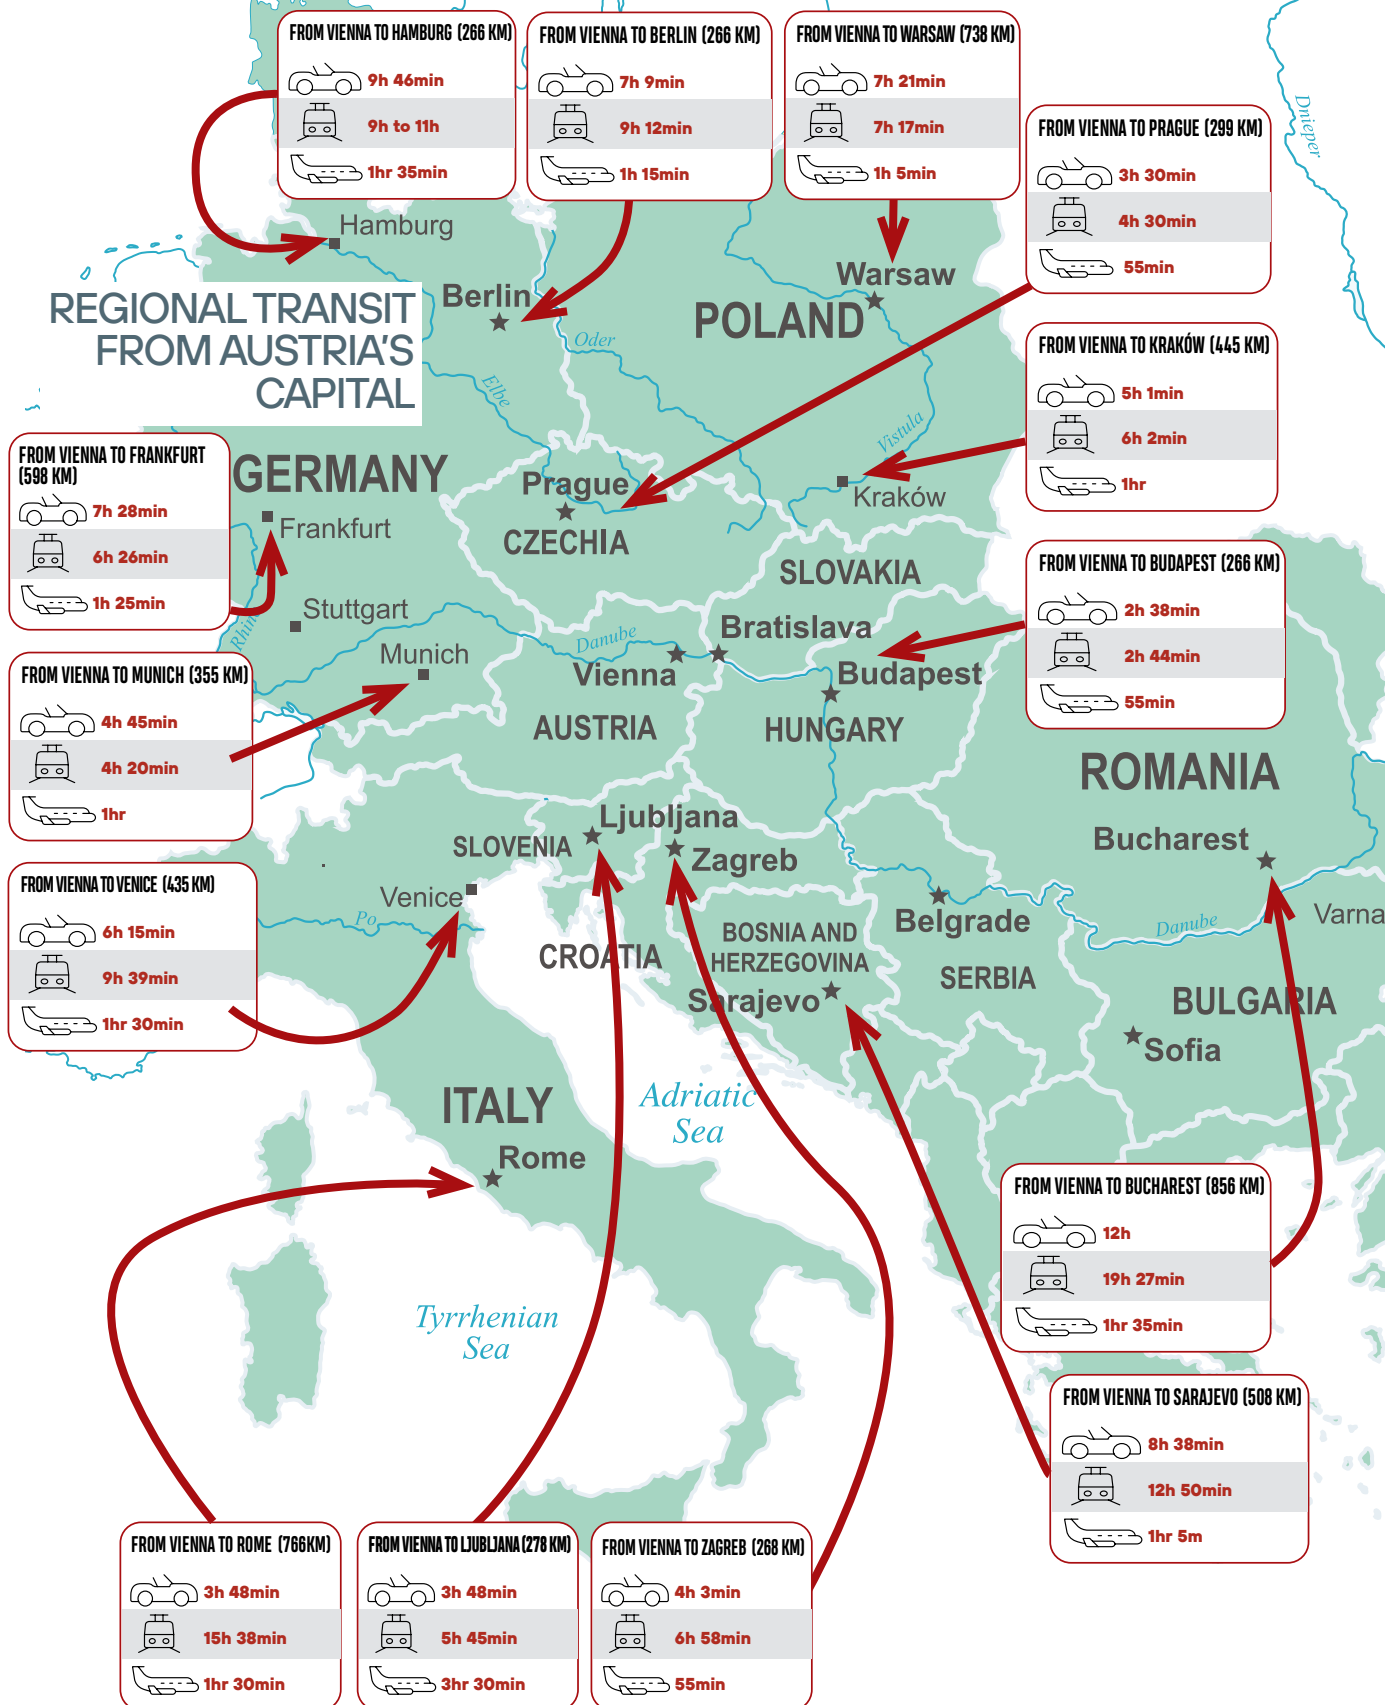 FROM VIENNA TO HAMBURG (266 KM)
9h 46min
9h to 11h
1hr 35min
FROM VIENNA TO BERLIN (266 KM)
7h 9min
9h 12min
1h 15min
FROM VIENNA TO WARSAW (738 KM)
7h 21min
7h 17min
1h 5min
FROM VIENNA TO PRAGUE (299 KM)
3h 30min
4h 30min
55min
Dnieper
Hamburg
Berlin
Warsaw
POLAND
REGIONAL TRANSIT
FROM AUSTRIA'S
CAPITAL
Oder
Elbe
Vistula
FROM VIENNA TO KRAKÓW (445 KM)
5h 1min
6h 2min
1hr
FROM VIENNA TO FRANKFURT
(598 KM)
7h 28min
6h 26min
1h 25min
GERMANY
Prague
CZECHIA
Kraków
Frankfurt
SLOVAKIA
Stuttgart
Rhin
Munich
Danube
Vienna
Bratislava
Budapest
AUSTRIA
HUNGARY
FROM VIENNA TO BUDAPEST (266 KM)
2h 38min
2h 44min
55min
FROM VIENNA TO MUNICH (355 KM)
4h 45min
4h 20min
1hr
ROMANIA
Bucharest
Ljubljana
SLOVENIA
Zagreb
Venice
Po
FROM VIENNA TO VENICE (435 KM)
6h 15min
9h 39min
1hr 30min
CROATIA
BOSNIA AND
HERZEGOVINA
Sarajevo
Belgrade
SERBIA
Danube
Varna
BULGARIA
Sofia
ITALY
Rome
Adriatic
Sea
Tyrrhenian
Sea
FROM VIENNA TO BUCHAREST (856 KM)
12h
19h 27min
1hr 35min
FROM VIENNA TO SARAJEVO (508 KM)
8h 38min
12h 50min
1hr 5m
FROM VIENNA TO ROME (766KM)
3h 48min
15h 38min
1hr 30min
FROM VIENNA TO LJUBLJANA (278 KM)
3h 48min
5h 45min
3hr 30min
FROM VIENNA TO ZAGREB (268 KM)
4h 3min
6h 58min
55min